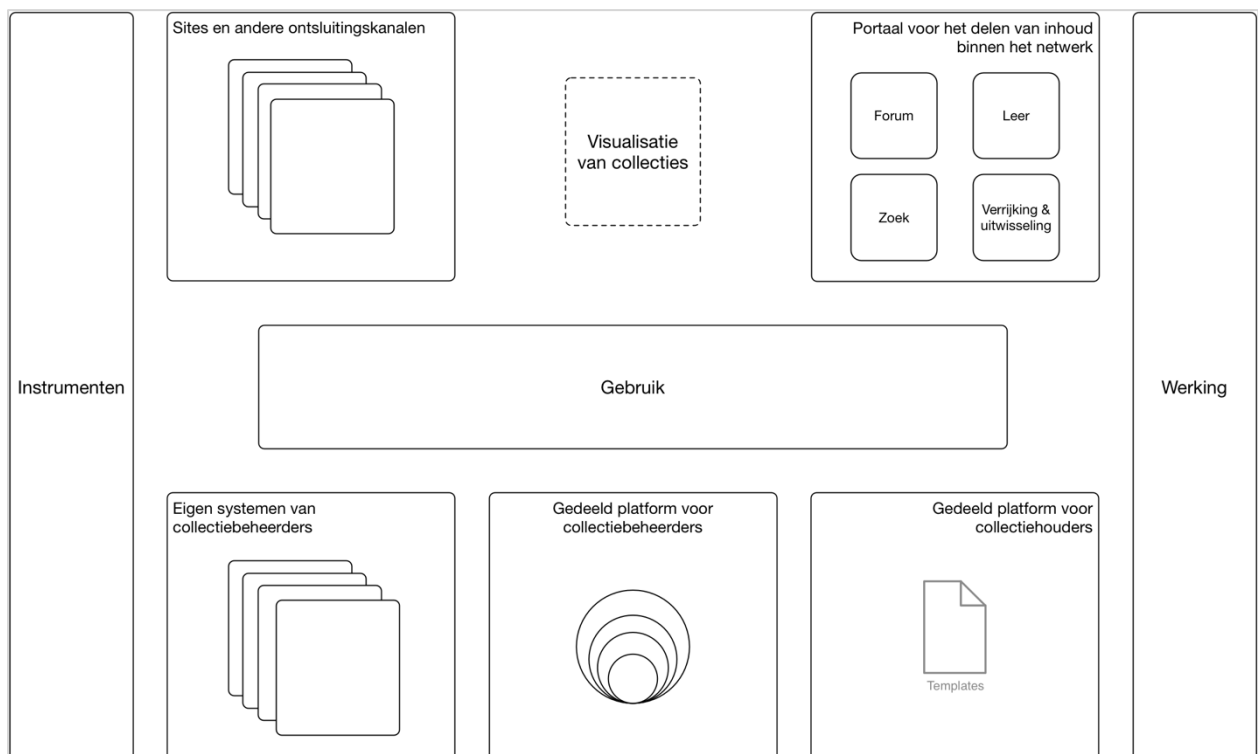 Sites en andere ontsluitingskanalen
Portaal voor het delen van inhoud
binnen het netwerk
Visualisatie
van collecties
Forum
Leer
Zoek
Verrijking &
uitwisseling
Instrumenten
Gebruik
Werking
Eigen systemen van
collectiebeheerders
Gedeeld platform voor
collectiebeheerders
Gedeeld platform voor
collectiehouders
Templates